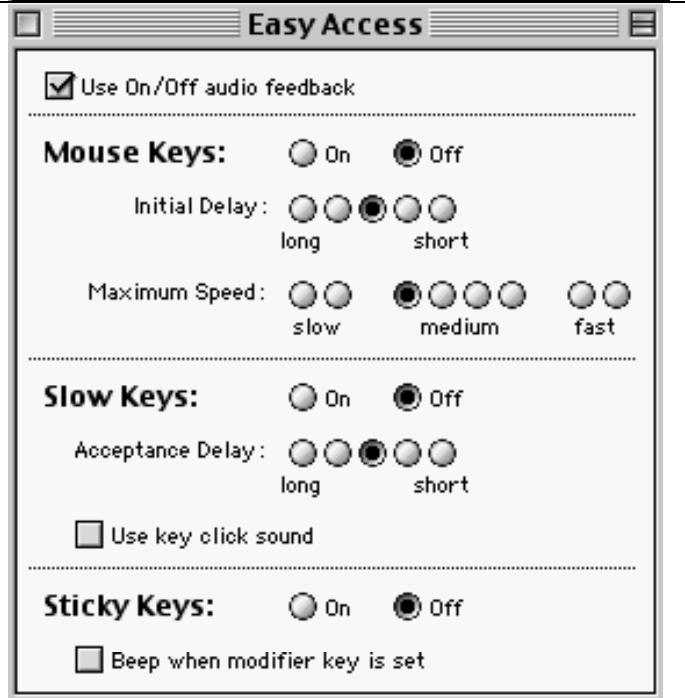 Easy Access
Use On/Off audio feedback
Mouse Keys: On Off
Initial Delay:
long short
Maximum Speed:
slow medium fast
Slow Keys: On Off
Acceptance Delay:
long short
Use key click sound
Sticky Keys: On Off
Beep when modifier key is set